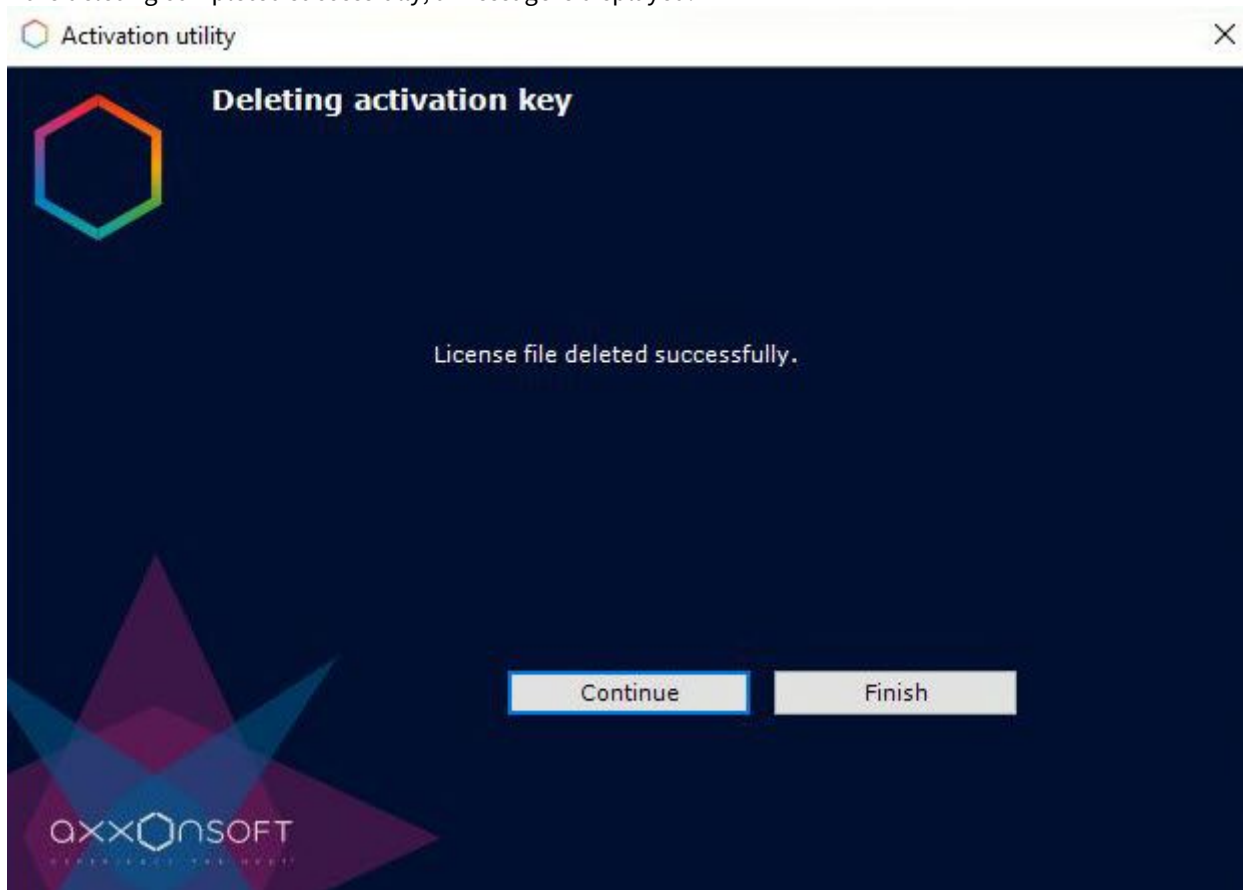 Activation utility
Deleting activation key
License file deleted successfully.
Continue Finish
axxonsoft